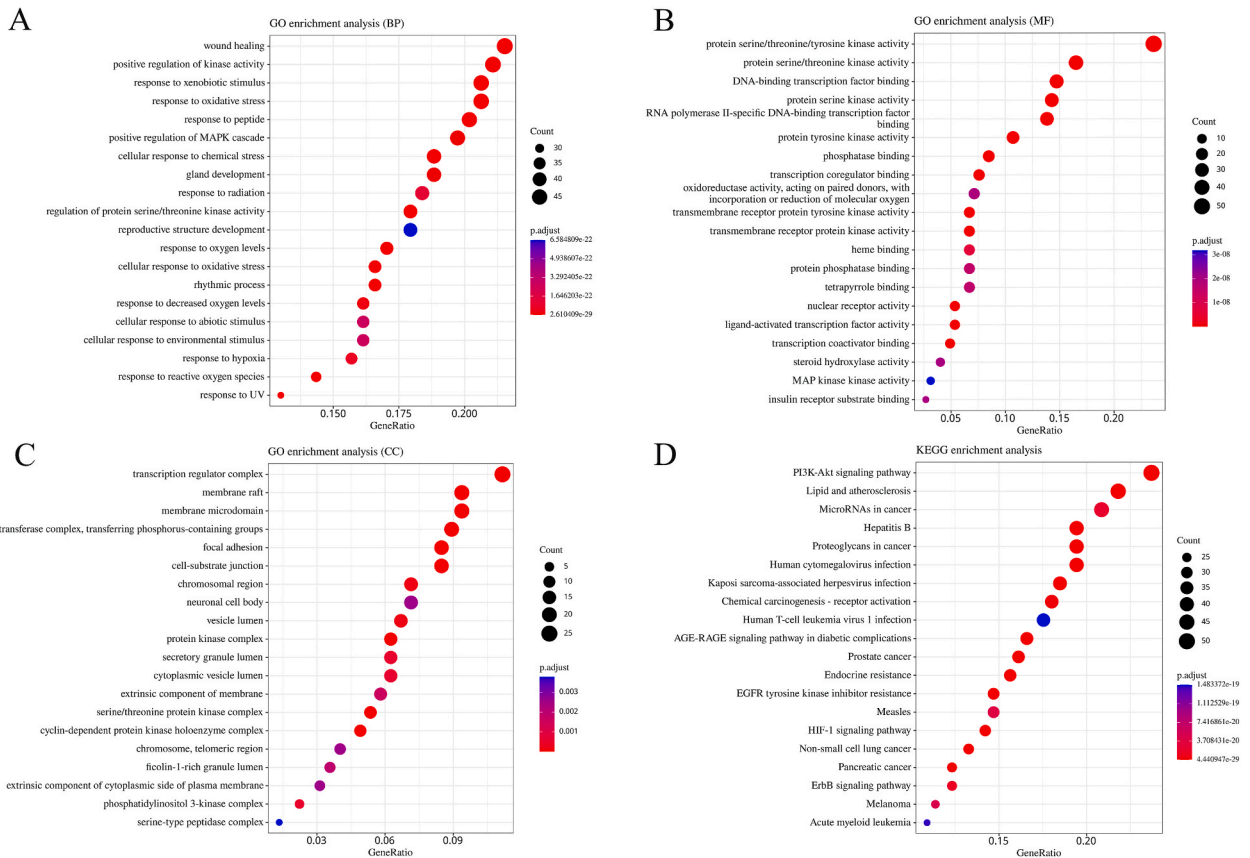 A
GO enrichment analysis (BP)
wound healing
positive regulation of kinase activity
response to xenobiotic stimulus
response to oxidative stress
response to peptide
positive regulation of MAPK cascade
cellular response to chemical stress
gland development
response to radiation
regulation of protein serine/threonine kinase activity
reproductive structure development
response to oxygen levels
cellular response to oxidative stress
rhythmic process
response to decreased oxygen levels
cellular response to abiotic stimulus
cellular response to environmental stimulus
response to hypoxia
response to reactive oxygen species
response to UV
0.150 0.175 0.200
GeneRatio
Count
30
35
40
45
p.adjust
6.584809e-22
4.938607e-22
3.292405e-22
1.646203e-22
2.610409e-29
B
GO enrichment analysis (MF)
protein serine/threonine/tyrosine kinase activity
protein serine/threonine kinase activity
DNA-binding transcription factor binding
protein serine kinase activity
RNA polymerase II-specific DNA-binding transcription factor
binding
protein tyrosine kinase activity
phosphatase binding
transcription coregulator binding
oxidoreductase activity, acting on paired donors, with
incorporation or reduction of molecular oxygen
transmembrane receptor protein tyrosine kinase activity
transmembrane receptor protein kinase activity
heme binding
protein phosphatase binding
tetrapyrrole binding
nuclear receptor activity
ligand-activated transcription factor activity
transcription coactivator binding
steroid hydroxylase activity
MAP kinase kinase activity
insulin receptor substrate binding
0.05 0.10 0.15 0.20
GeneRatio
Count
10
20
30
40
50
p.adjust
3e-08
2e-08
1e-08
C
GO enrichment analysis (CC)
transcription regulator complex
membrane raft
membrane microdomain
transferase complex, transferring phosphorus-containing groups
focal adhesion
cell-substrate junction
chromosomal region
neuronal cell body
vesicle lumen
protein kinase complex
secretory granule lumen
cytoplasmic vesicle lumen
extrinsic component of membrane
serine/threonine protein kinase complex
cyclin-dependent protein kinase holoenzyme complex
chromosome, telomeric region
ficolin-1-rich granule lumen
extrinsic component of cytoplasmic side of plasma membrane
phosphatidylinositol 3-kinase complex
serine-type peptidase complex
0.03 0.06 0.09
GeneRatio
Count
5
10
15
20
25
p.adjust
0.003
0.002
0.001
D
KEGG enrichment analysis
PI3K-Akt signaling pathway
Lipid and atherosclerosis
MicroRNAs in cancer
Hepatitis B
Proteoglycans in cancer
Human cytomegalovirus infection
Kaposi sarcoma-associated herpesvirus infection
Chemical carcinogenesis - receptor activation
Human T-cell leukemia virus 1 infection
AGE-RAGE signaling pathway in diabetic complications
Prostate cancer
Endocrine resistance
EGFR tyrosine kinase inhibitor resistance
Measles
HIF-1 signaling pathway
Non-small cell lung cancer
Pancreatic cancer
ErbB signaling pathway
Melanoma
Acute myeloid leukemia
0.15 0.20
GeneRatio
Count
25
30
35
40
45
50
p.adjust
1.483372e-19
1.112529e-19
7.416861e-20
3.708431e-20
4.440947e-29